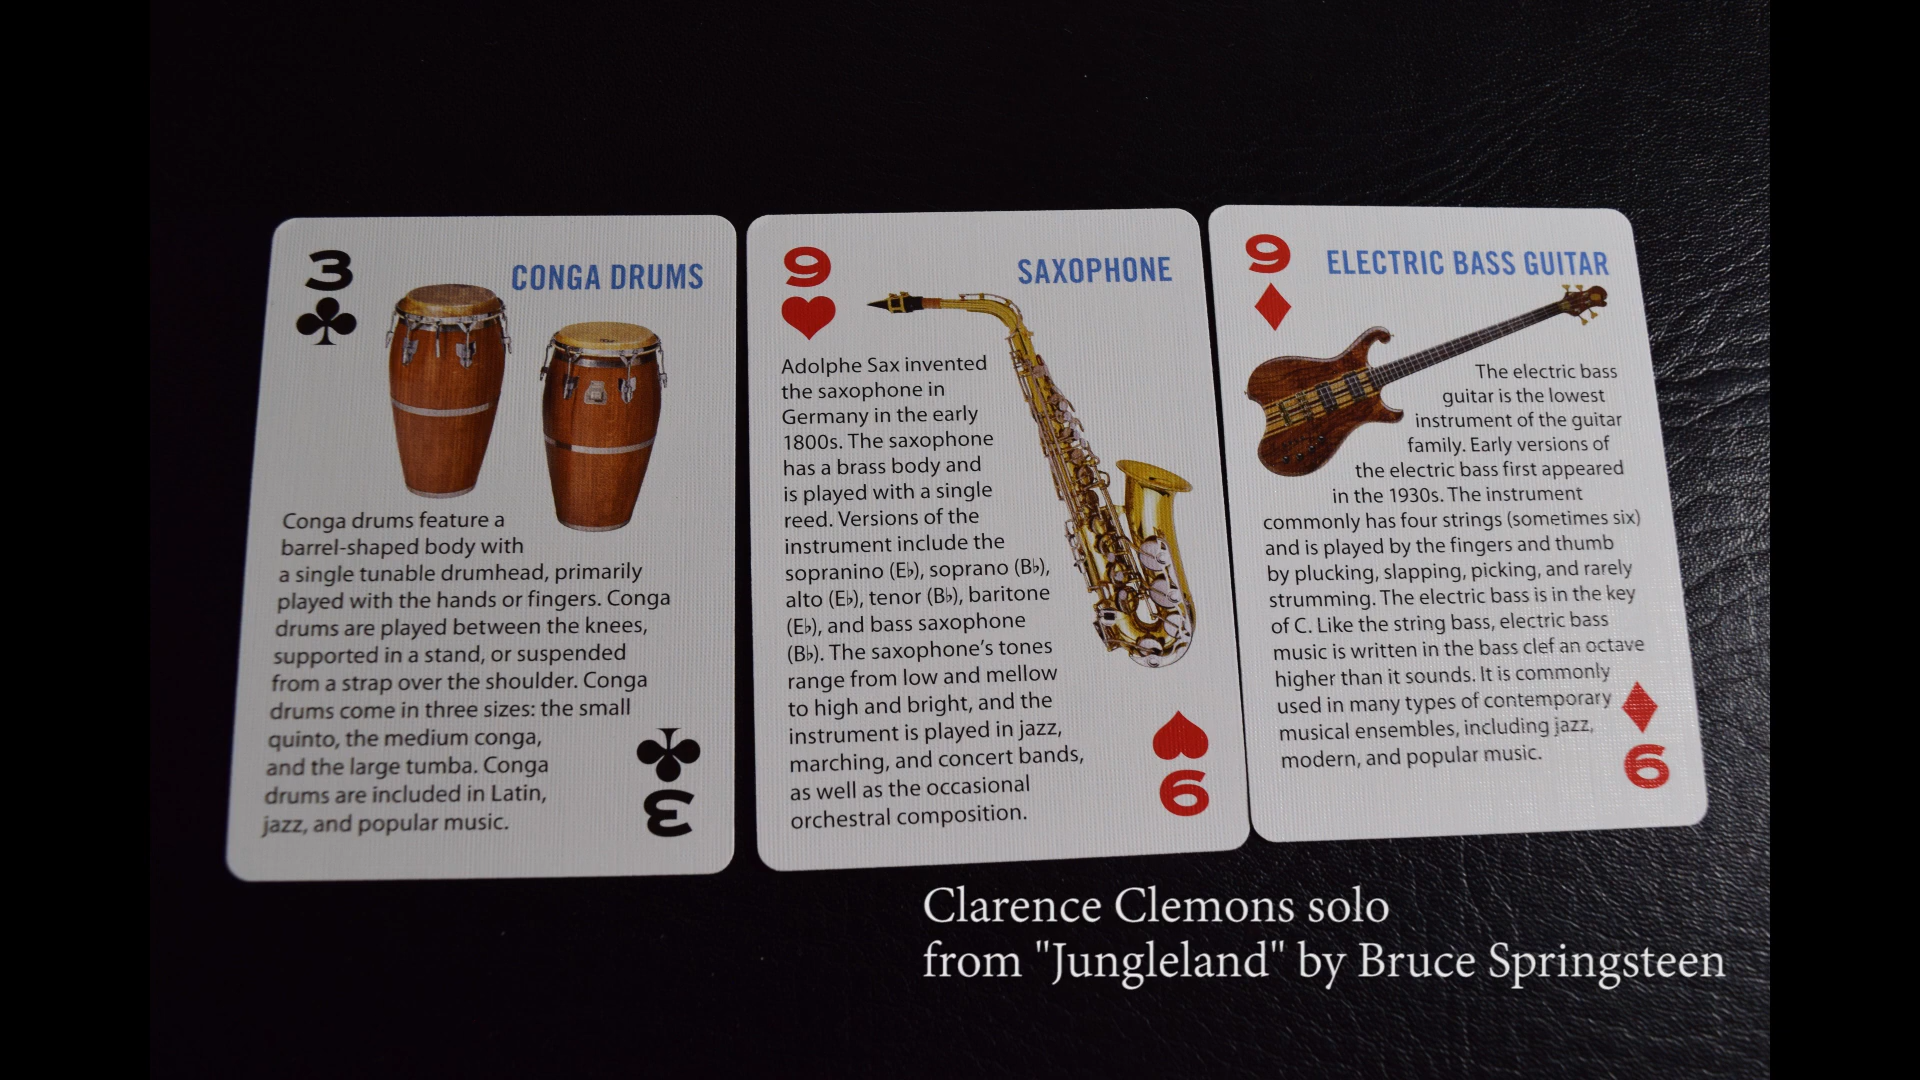 3
CONGA DRUMS
Conga drums feature a
barrel-shaped body with
a single tunable drumhead, primarily
played with the hands or fingers. Conga
drums are played between the knees,
supported in a stand, or suspended
from a strap over the shoulder. Conga
drums come in three sizes: the small
quinto, the medium conga,
and the large tumba. Conga
drums are included in Latin,
jazz, and popular music.
3
9
SAXOPHONE
Adolphe Sax invented
the saxophone in
Germany in the early
1800s. The saxophone
has a brass body and
is played with a single
reed. Versions of the
instrument include the
sopranino (E♭), soprano (B♭),
alto (E♭), tenor (B♭), baritone
(E♭), and bass saxophone
(B♭). The saxophone’s tones
range from low and mellow
to high and bright, and the
instrument is played in jazz,
marching, and concert bands,
as well as the occasional
orchestral composition.
9
9
ELECTRIC BASS GUITAR
The electric bass
guitar is the lowest
instrument of the guitar
family. Early versions of
the electric bass first appeared
in the 1930s. The instrument
commonly has four strings (sometimes six)
and is played by the fingers and thumb
by plucking, slapping, picking, and rarely
strumming. The electric bass is in the key
of C. Like the string bass, electric bass
music is written in the bass clef an octave
higher than it sounds. It is commonly
used in many types of contemporary
musical ensembles, including jazz,
modern, and popular music.
9
Clarence Clemons solo
from "Jungleland" by Bruce Springsteen